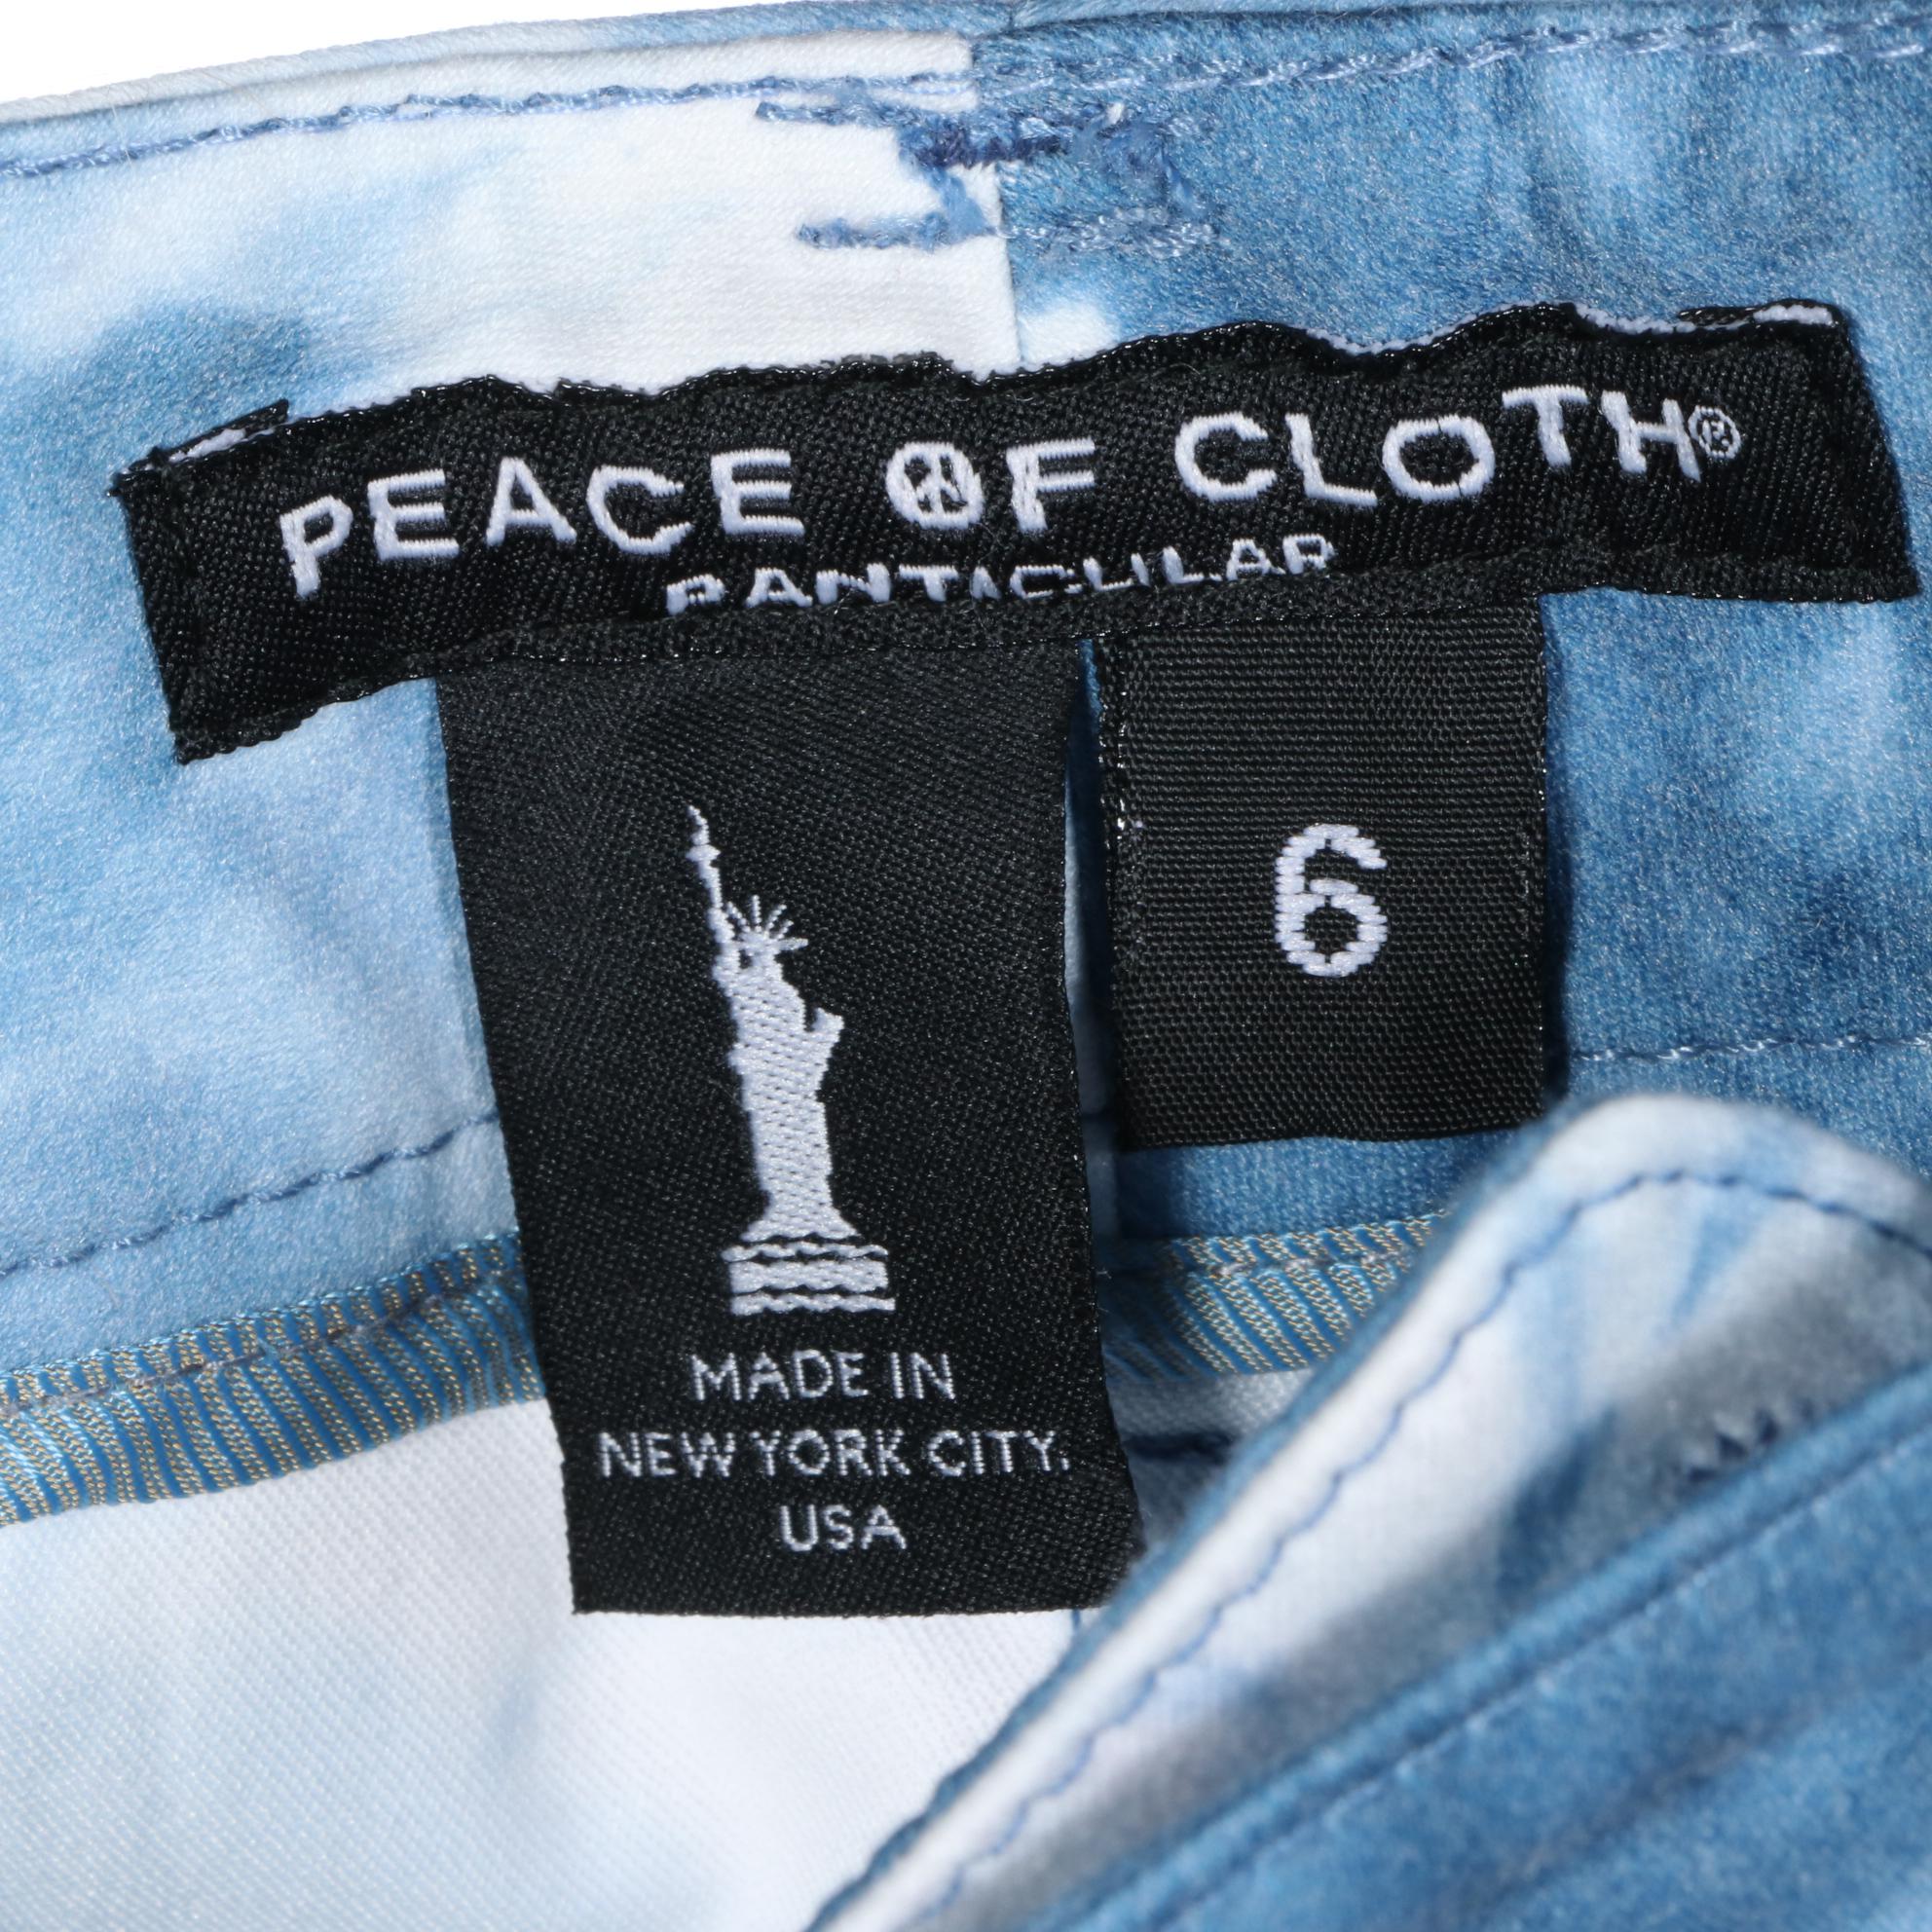 PEACE OF CLOTH®
PANTICULAR
6
MADE IN
NEW YORK CITY.
USA